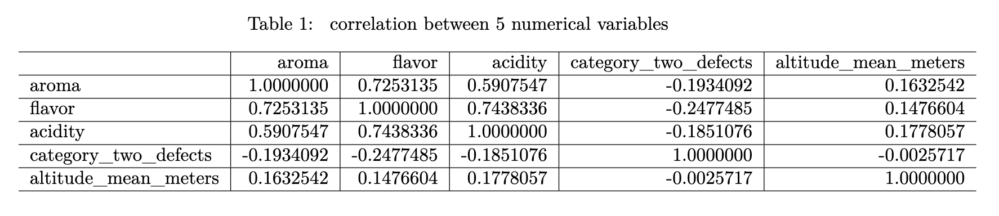 Table 1: correlation between 5 numerical variables
aroma flavor acidity category_two_defects altitude_mean_meters
aroma 1.0000000 0.7253135 0.5907547 -0.1934092 0.1632542
flavor 0.7253135 1.0000000 0.7438336 -0.2477485 0.1476604
acidity 0.5907547 0.7438336 1.0000000 -0.1851076 0.1778057
category_two_defects -0.1934092 -0.2477485 -0.1851076 1.0000000 -0.0025717
altitude_mean_meters 0.1632542 0.1476604 0.1778057 -0.0025717 1.0000000